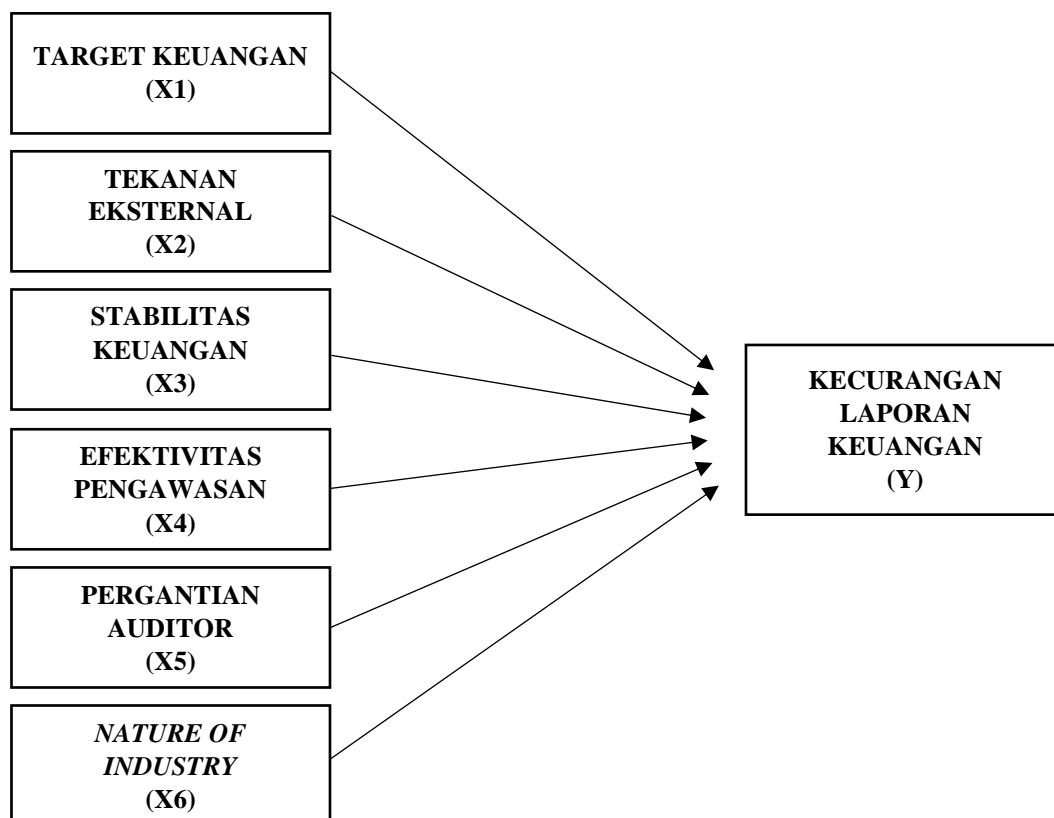 TARGET KEUANGAN
(X1)
TEKANAN
EKSTERNAL
(X2)
STABILITAS
KEUANGAN
(X3)
EFEKTIVITAS
PENGAWASAN
(X4)
PERGANTIAN
AUDITOR
(X5)
NATURE OF
INDUSTRY
(X6)
KECURANGAN
LAPORAN
KEUANGAN
(Y)